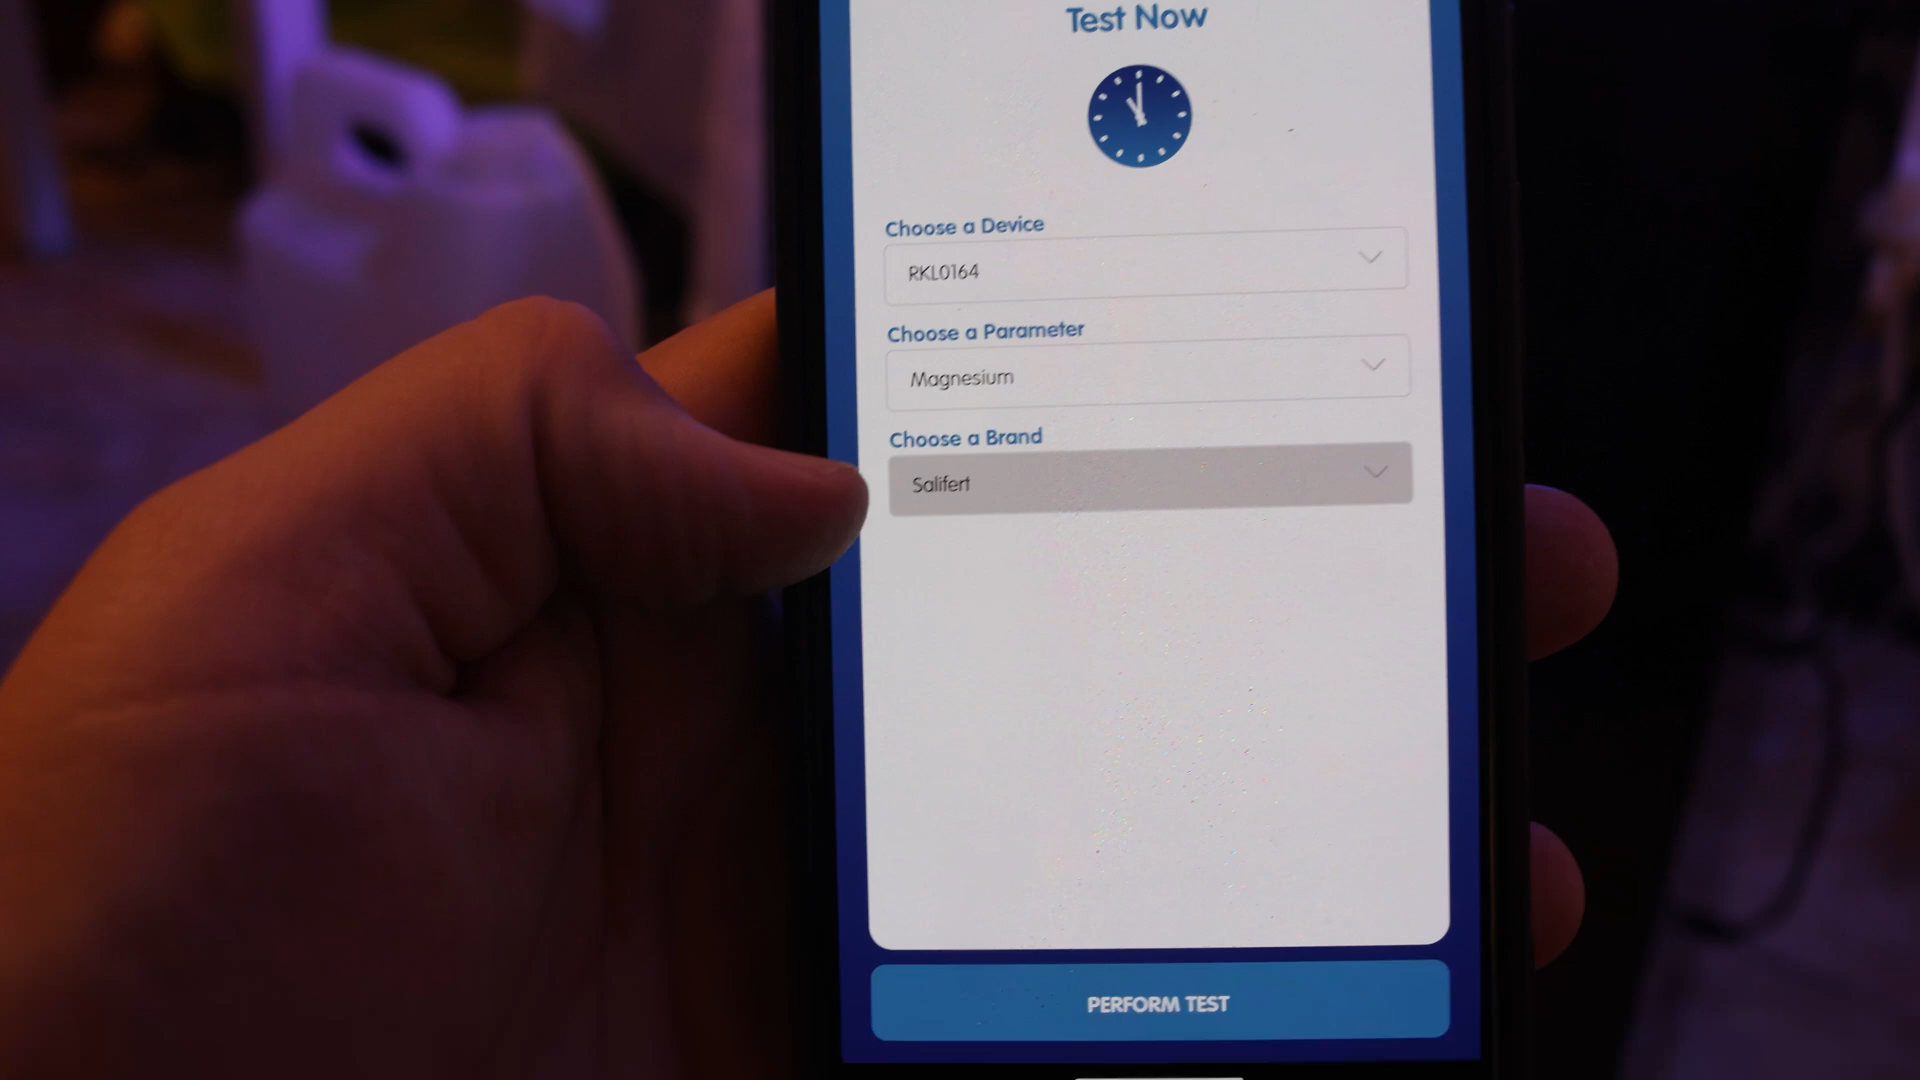 Test Now
Choose a Device
RKL0164
Choose a Parameter
Magnesium
Choose a Brand
Salifert
PERFORM TEST